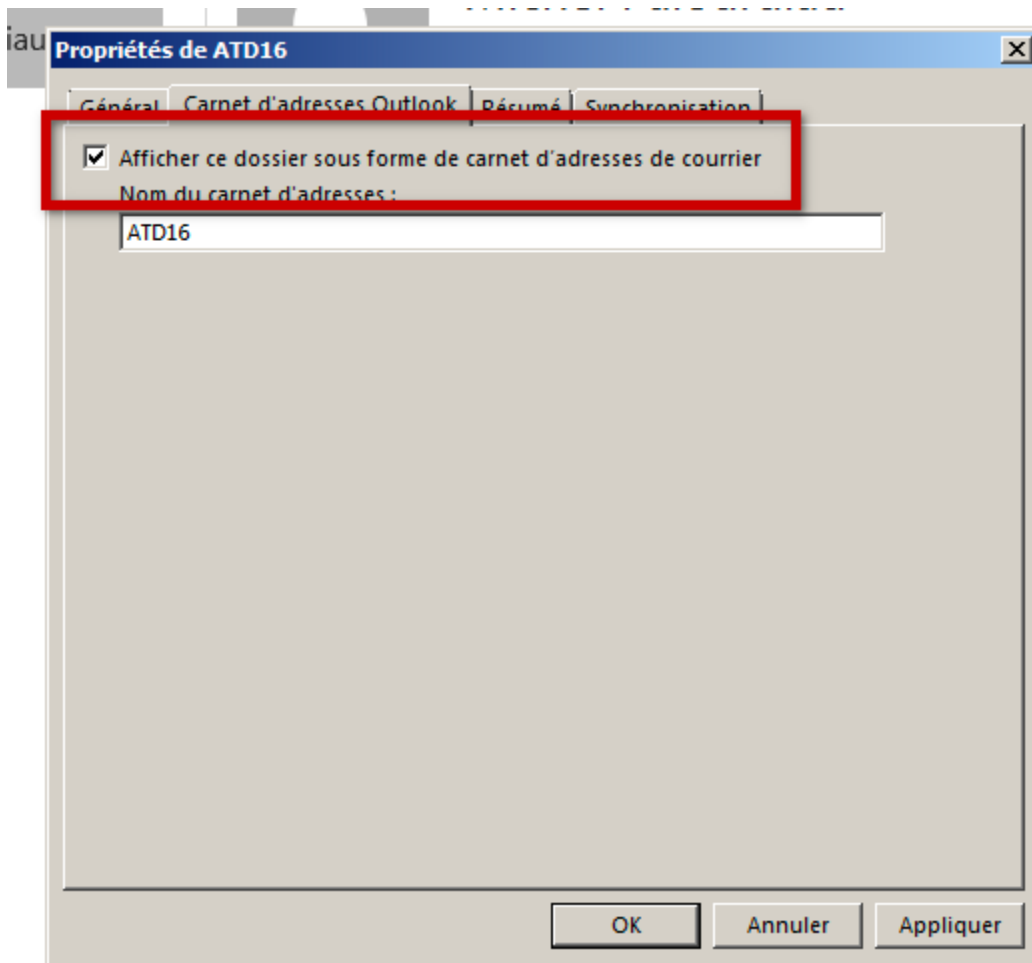 iau
Propriétés de ATD16
Général Carnet d'adresses Outlook Résumé Synchronisation
Afficher ce dossier sous forme de carnet d'adresses de courrier
Nom du carnet d'adresses :
ATD16
OK Annuler Appliquer